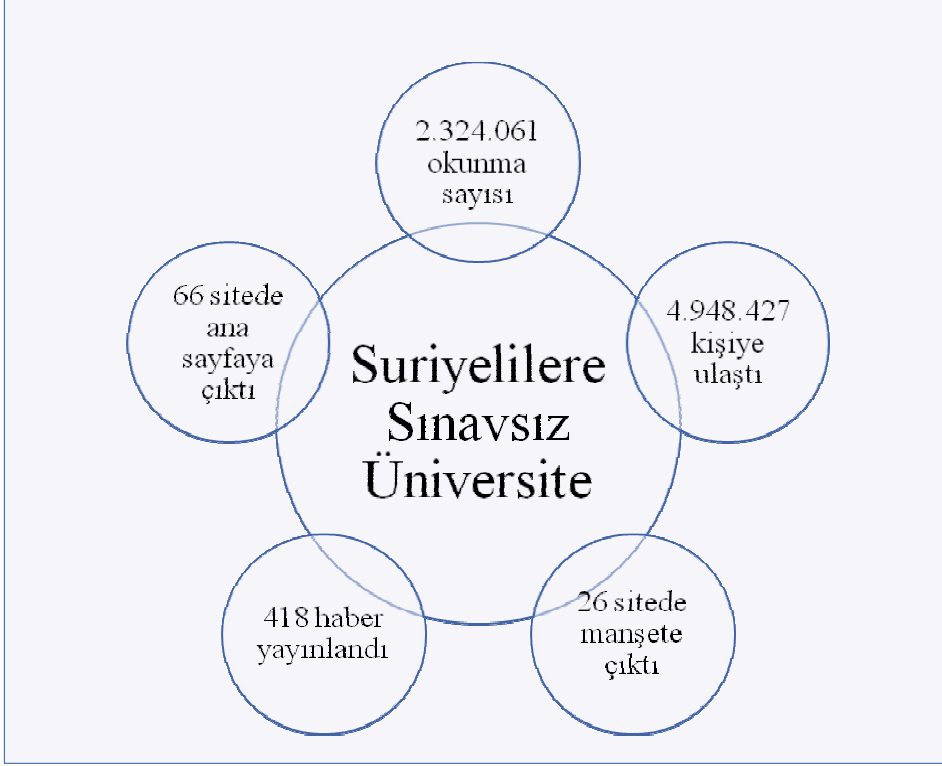 2.324.061
okunma
sayısı
66 sitede
ana
sayfaya
çıktı
4.948.427
kişiye
ulaştı
Suriyelilere
Sınavsız
Üniversite
418 haber
yayınlandı
26 sitede
manşete
çıktı